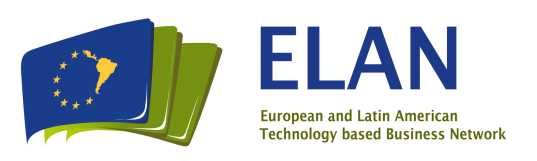 ELAN
European and Latin American
Technology based Business Network